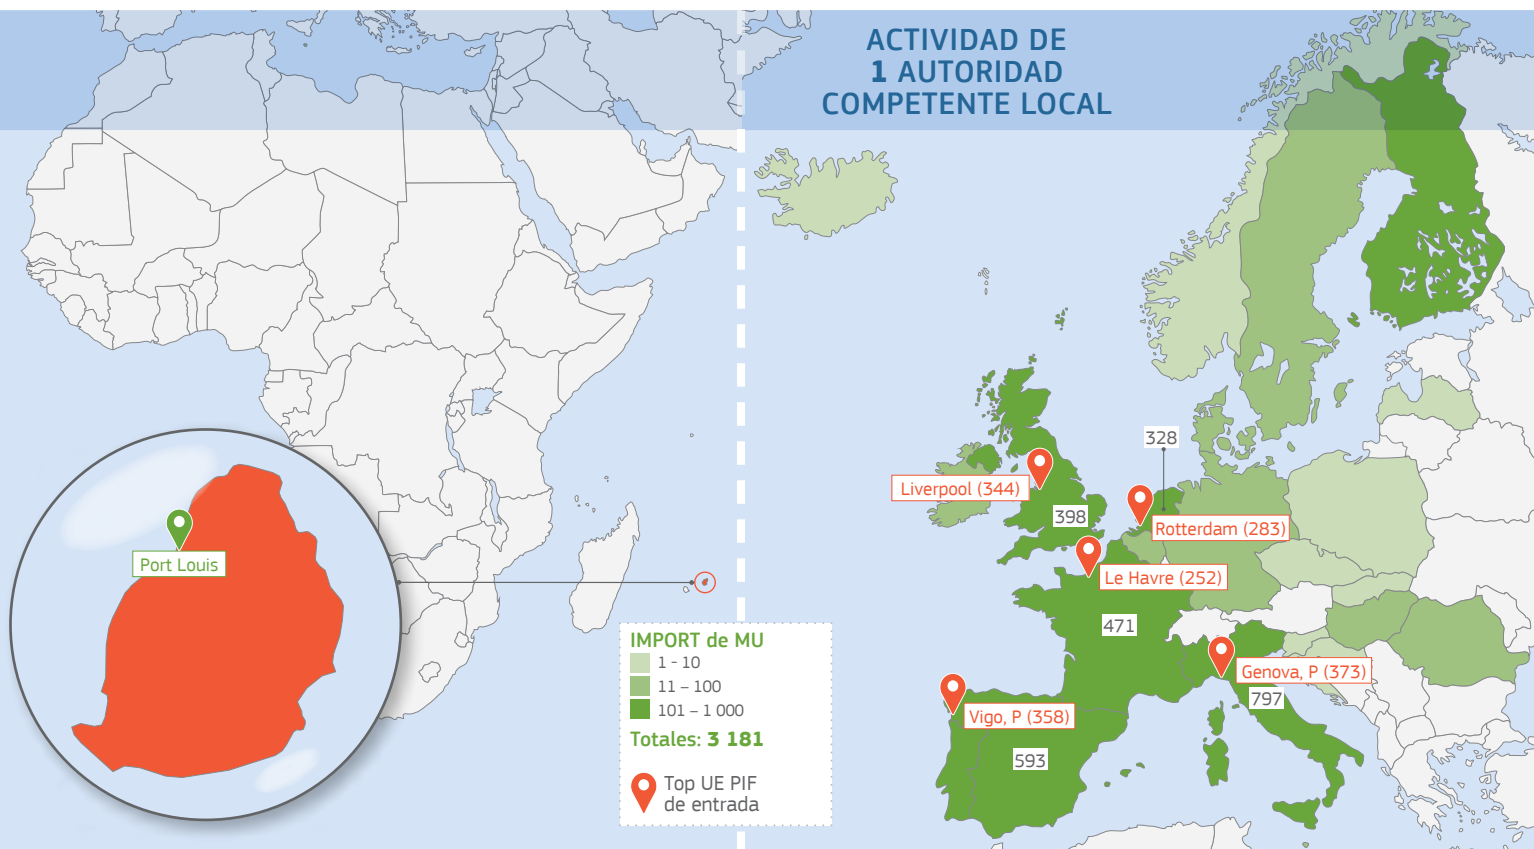 ACTIVIDAD DE
1 AUTORIDAD
COMPETENTE LOCAL
328
Liverpool (344)
398
Rotterdam (283)
Port Louis
Le Havre (252)
471
IMPORT de MU
1 - 10
11 – 100
101 – 1 000
Totales: 3 181
Top UE PIF
de entrada
Genova, P (373)
797
Vigo, P (358)
593